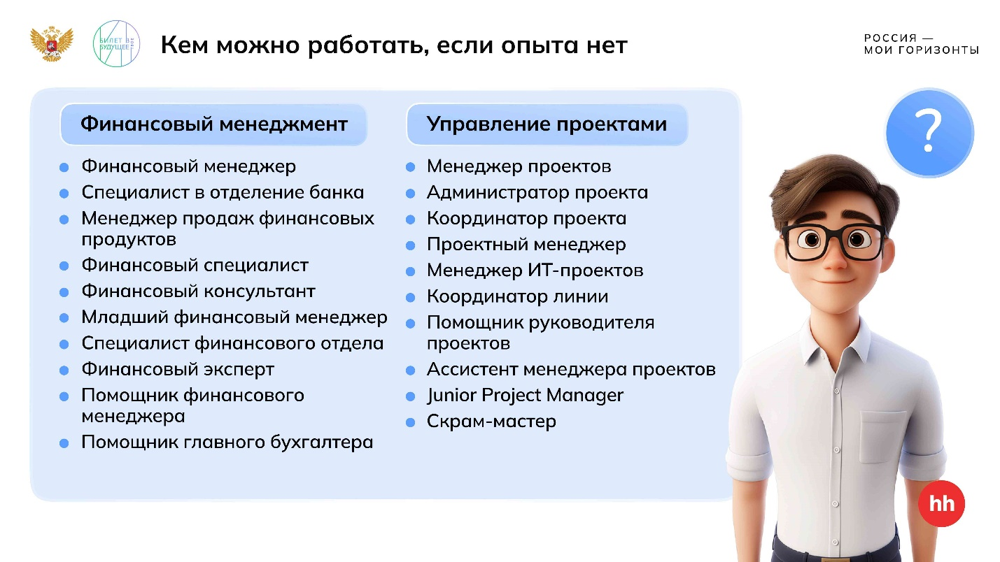 БИЛЕТ В
БУДУЩЕЕ
ТВОЁ
Кем можно работать, если опыта нет
РОССИЯ —
МОИ ГОРИЗОНТЫ
Финансовый менеджмент
Финансовый менеджер
Специалист в отделение банка
Менеджер продаж финансовых
продуктов
Финансовый специалист
Финансовый консультант
Младший финансовый менеджер
Специалист финансового отдела
Финансовый эксперт
Помощник финансового
менеджера
Помощник главного бухгалтера
Управление проектами
Менеджер проектов
Администратор проекта
Координатор проекта
Проектный менеджер
Менеджер ИТ-проектов
Координатор линии
Помощник руководителя
проектов
Ассистент менеджера проектов
Junior Project Manager
Скрам-мастер
?
hh